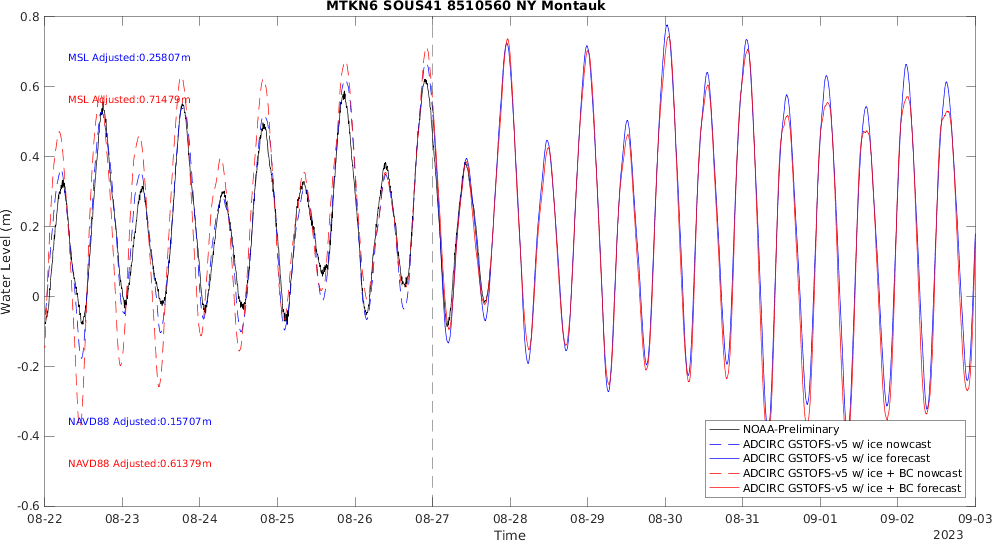 MTKN6 SOUS41 8510560 NY Montauk
0.8
MSL Adjusted:0.25807m
0.6
MSL Adjusted:0.71479m
0.4
Water Level (m)
0.2
0
-0.2
NAVD88 Adjusted:0.15707m
-0.4
NAVD88 Adjusted:0.61379m
-0.6
NOAA-Preliminary
ADCIRC GSTOFS-v5 w/ ice nowcast
ADCIRC GSTOFS-v5 w/ ice forecast
ADCIRC GSTOFS-v5 w/ ice + BC nowcast
ADCIRC GSTOFS-v5 w/ ice + BC forecast
08-22 08-23 08-24 08-25 08-26 08-27 08-28 08-29 08-30 08-31 09-01 09-02 09-03
Time
2023